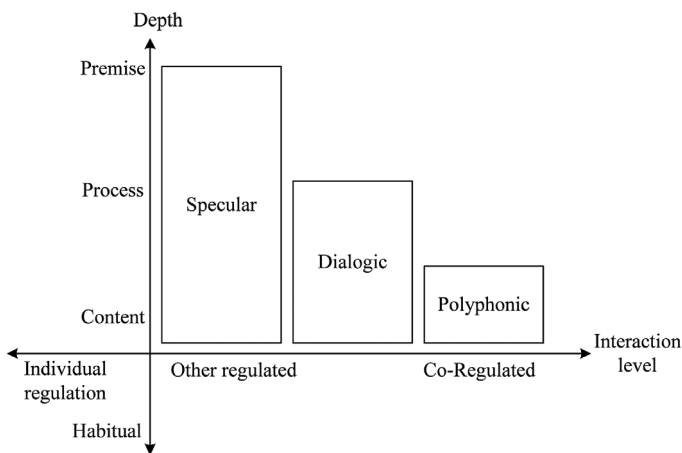 Depth
Premise
Process
Specular
Dialogic
Polyphonic
Content
Interaction
level
Individual
regulation
Other regulated
Co-Regulated
Habitual